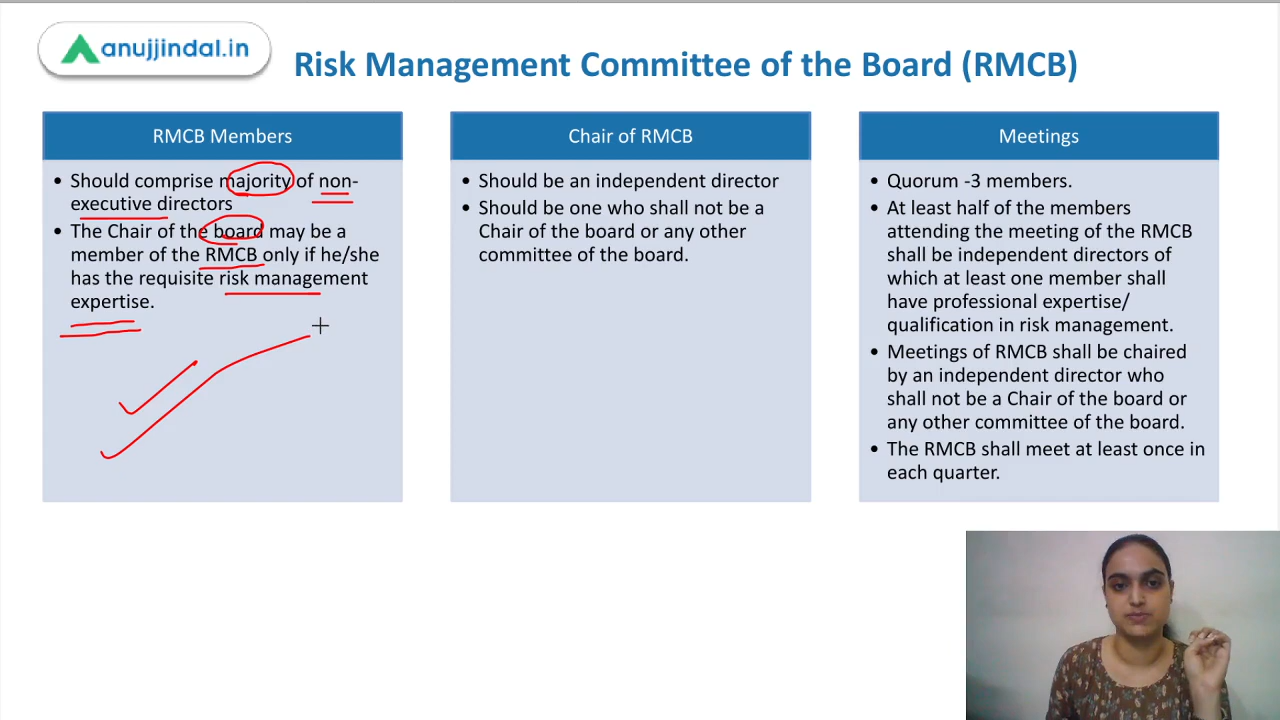 anujjindal.in
Risk Management Committee of the Board (RMCB)
RMCB Members
• Should comprise majority of non-
executive directors
• The Chair of the board may be a
member of the RMCB only if he/she
has the requisite risk management
expertise.
Chair of RMCB
• Should be an independent director
• Should be one who shall not be a
Chair of the board or any other
committee of the board.
Meetings
• Quorum -3 members.
• At least half of the members
attending the meeting of the RMCB
shall be independent directors of
which at least one member shall
have professional expertise/
qualification in risk management.
• Meetings of RMCB shall be chaired
by an independent director who
shall not be a Chair of the board or
any other committee of the board.
• The RMCB shall meet at least once in
each quarter.